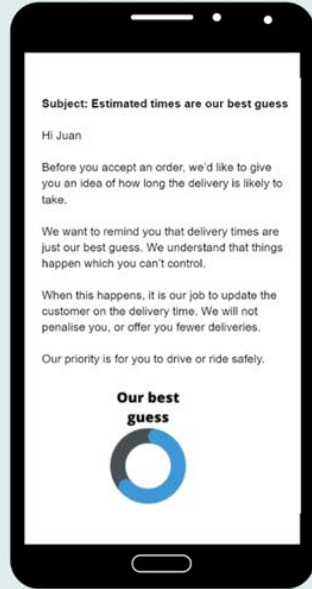 Subject: Estimated times are our best guess
Hi Juan
Before you accept an order, we'd like to give
you an idea of how long the delivery is likely to
take.
We want to remind you that delivery times are
just our best guess. We understand that things
happen which you can't control.
When this happens, it is our job to update the
customer on the delivery time. We will not
penalise you, or offer you fewer deliveries.
Our priority is for you to drive or ride safely.
Our best
guess